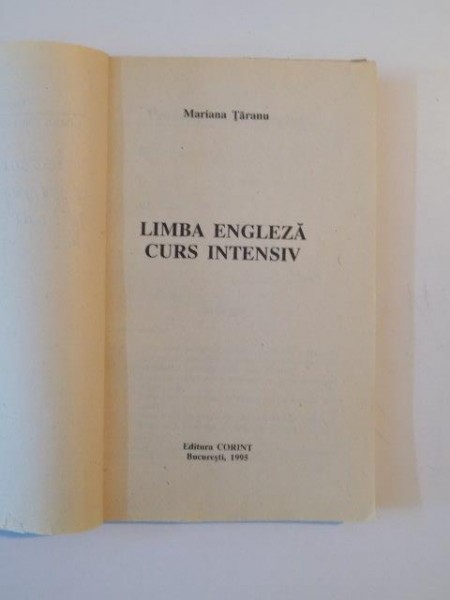 Mariana Țăranu
LIMBA ENGLEZĂ
CURS INTENSIV
Editura CORINT
București, 1995